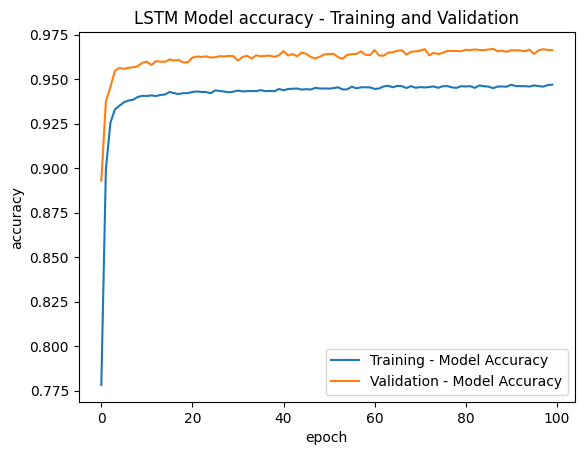 LSTM Model accuracy - Training and Validation
accuracy
0.975
0.950
0.925
0.900
0.875
0.850
0.825
0.800
0.775
Training - Model Accuracy
Validation - Model Accuracy
0 20 40 60 80 100
epoch